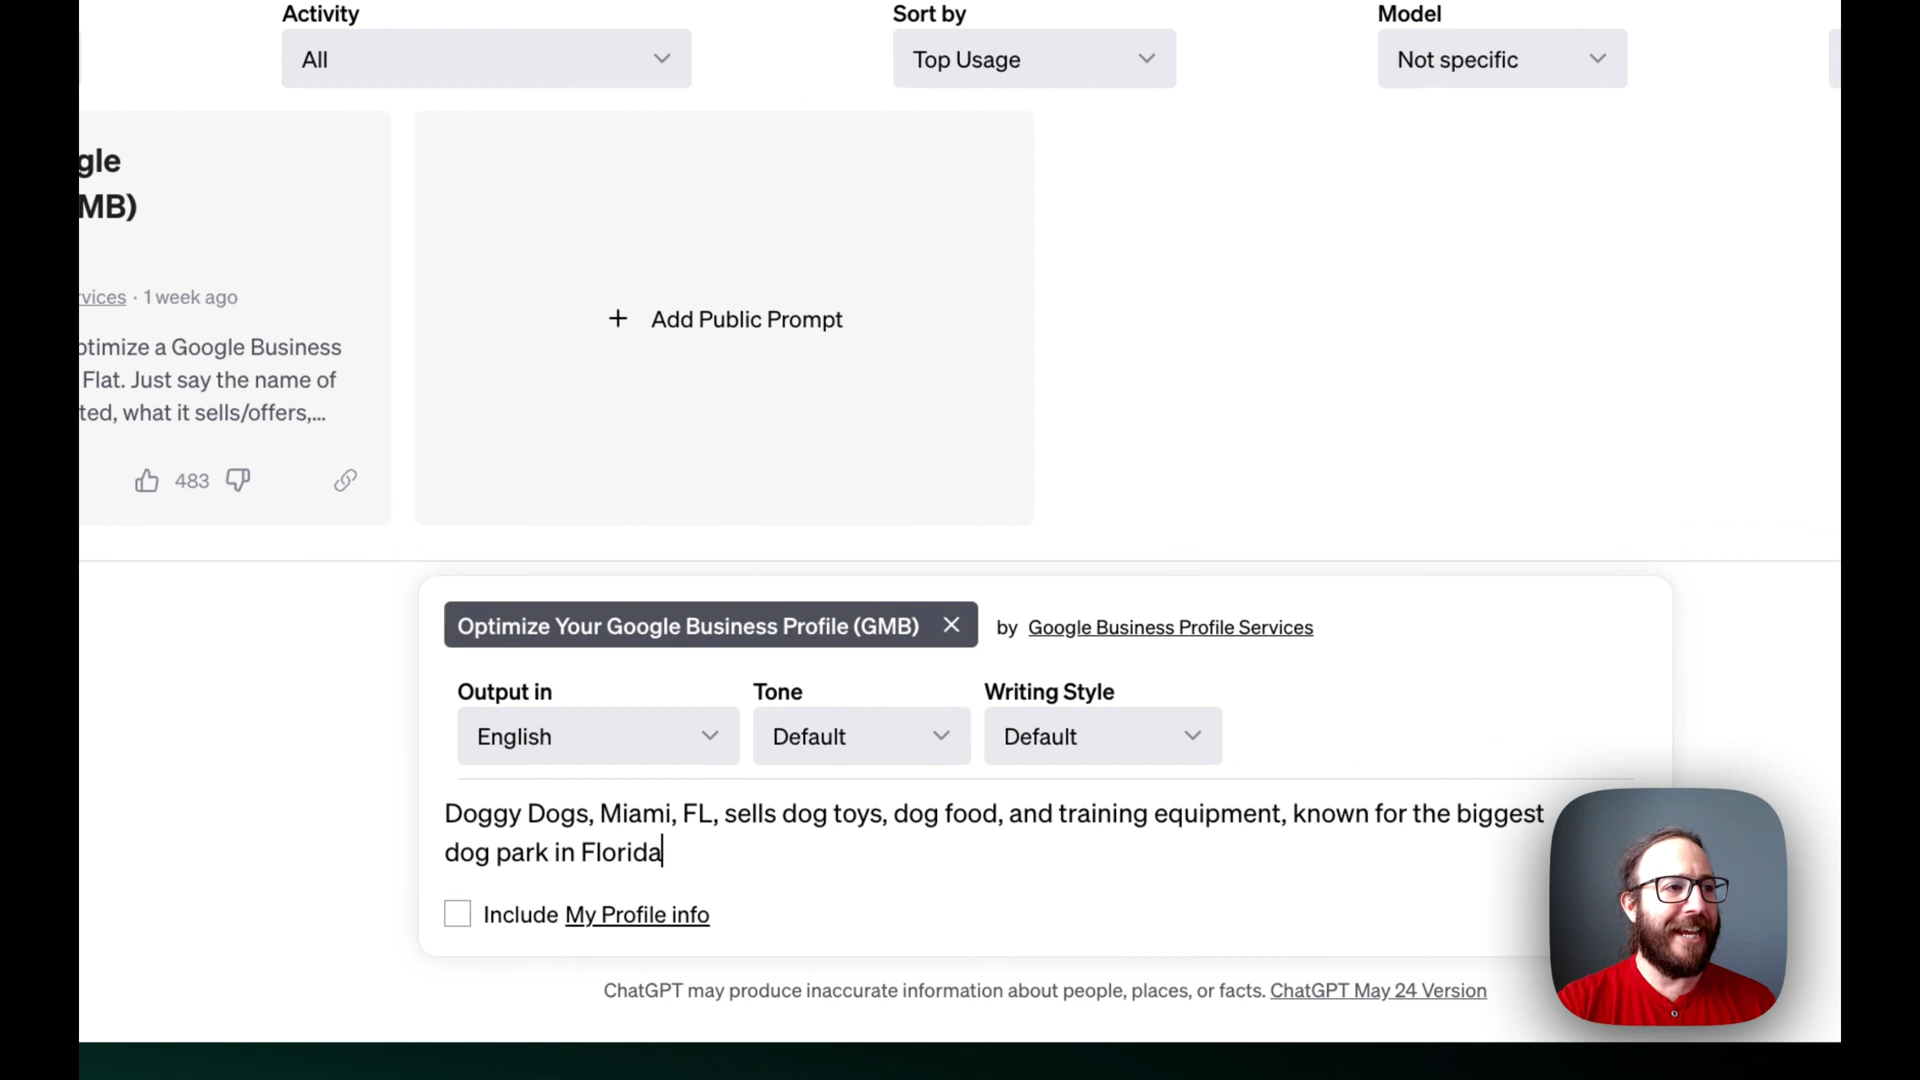 Activity
Sort by
Model
All
Top Usage
Not specific
gle
MB)
vices · 1 week ago
ptimize a Google Business
Flat. Just say the name of
ted, what it sells/offers,...
483
+ Add Public Prompt
Optimize Your Google Business Profile (GMB)
by Google Business Profile Services
Output in
Tone
Writing Style
English
Default
Default
Doggy Dogs, Miami, FL, sells dog toys, dog food, and training equipment, known for the biggest
dog park in Florida
Include My Profile info
ChatGPT may produce inaccurate information about people, places, or facts. ChatGPT May 24 Version